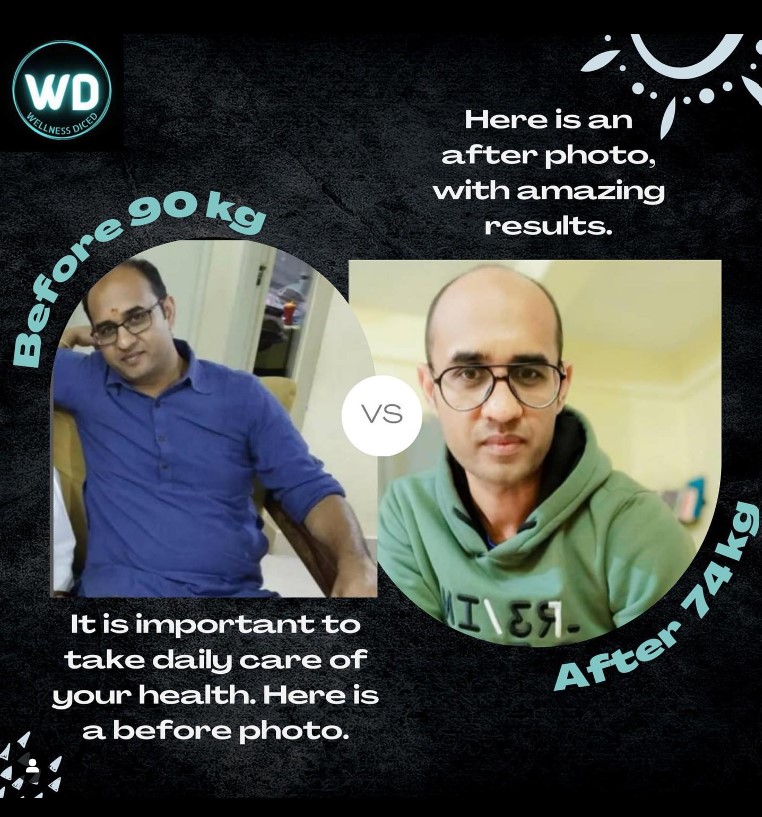 WD
WELLNESS DICED
Here is an
after photo,
with amazing
results.
Before 90 kg
VS
After 74 kg
It is important to
take daily care of
your health. Here is
a before photo.